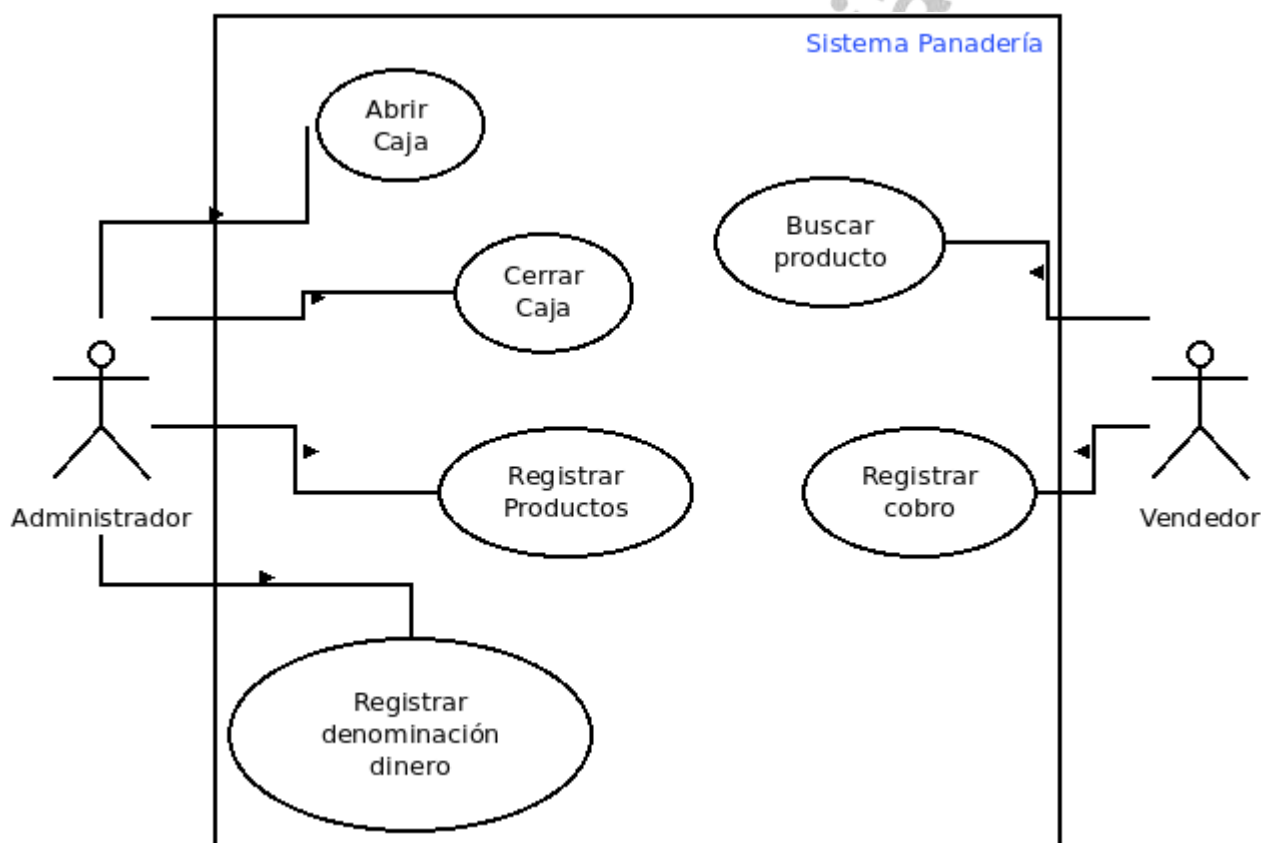 Sistema Panadería
Abrir
Caja
Buscar
producto
Cerrar
Caja
Registrar
Productos
Registrar
cobro
Administrador
Vendedor
Registrar
denominación
dinero